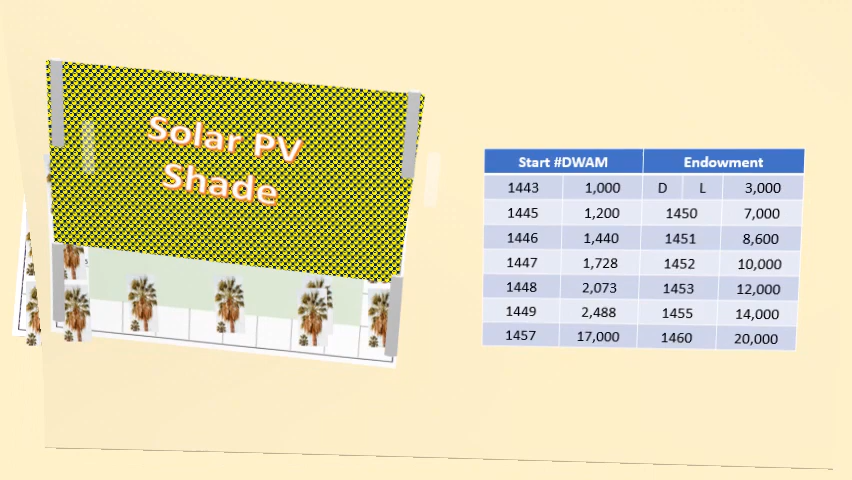 Solar PV
Shade
Start #DWAM Endowment
1443 1,000 D L 3,000
1445 1,200 1450 7,000
1446 1,440 1451 8,600
1447 1,728 1452 10,000
1448 2,073 1453 12,000
1449 2,488 1455 14,000
1457 17,000 1460 20,000